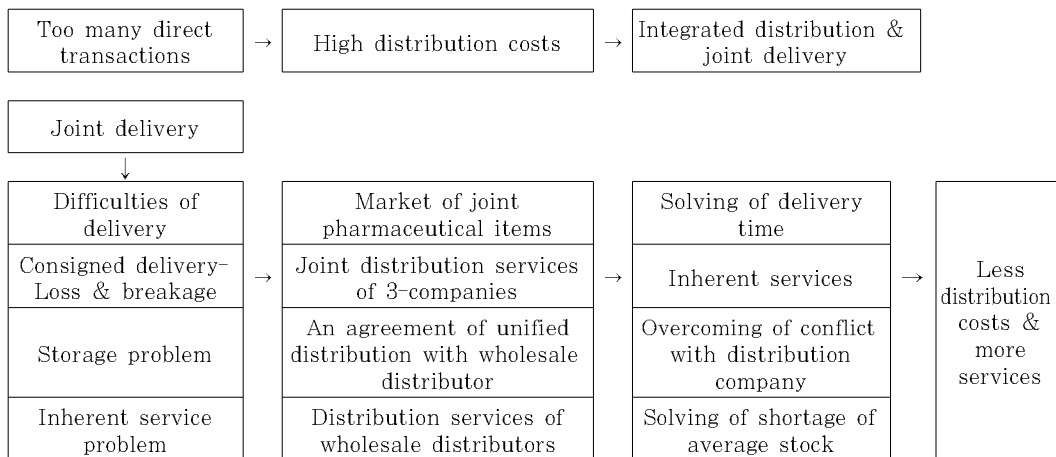 Too many direct
transactions
→
High distribution costs
→
Integrated distribution &
joint delivery
Joint delivery
↓
Difficulties of
delivery
Consigned delivery-
Loss & breakage
Storage problem
Inherent service
problem
→
Market of joint
pharmaceutical items
Joint distribution services
of 3-companies
An agreement of unified
distribution with wholesale
distributor
Distribution services of
wholesale distributors
→
Solving of delivery
time
Inherent services
Overcoming of conflict
with distribution
company
Solving of shortage of
average stock
→
Less
distribution
costs &
more
services